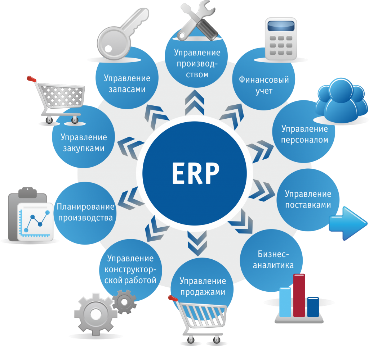 Управление
производ-
ством
Финансовый
учет
Управление
персоналом
Управление
поставками
Бизнес-
аналитика
Управление
продажами
Управление
конструктор-
ской работой
Планирование
производства
Управление
закупками
Управление
запасами
ERP